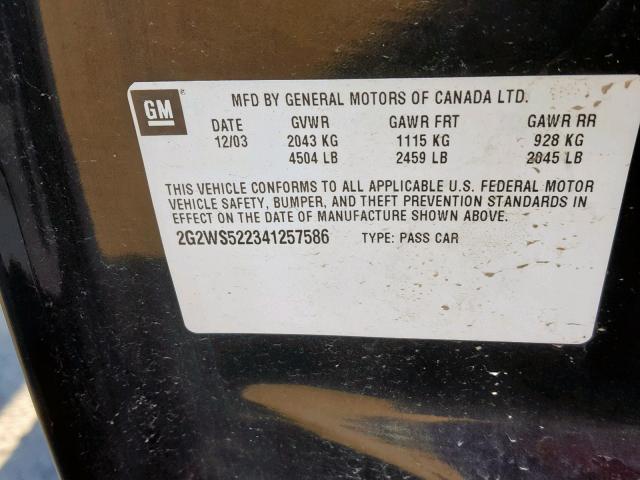 GM MFD BY GENERAL MOTORS OF CANADA LTD.
DATE GVWR GAWR FRT GAWR RR
12/03 2043 KG 1115 KG 928 KG
4504 LB 2459 LB 2045 LB
THIS VEHICLE CONFORMS TO ALL APPLICABLE U.S. FEDERAL MOTOR
VEHICLE SAFETY, BUMPER, AND THEFT PREVENTION STANDARDS IN
EFFECT ON THE DATE OF MANUFACTURE SHOWN ABOVE.
2G2WS522341257586 TYPE: PASS CAR